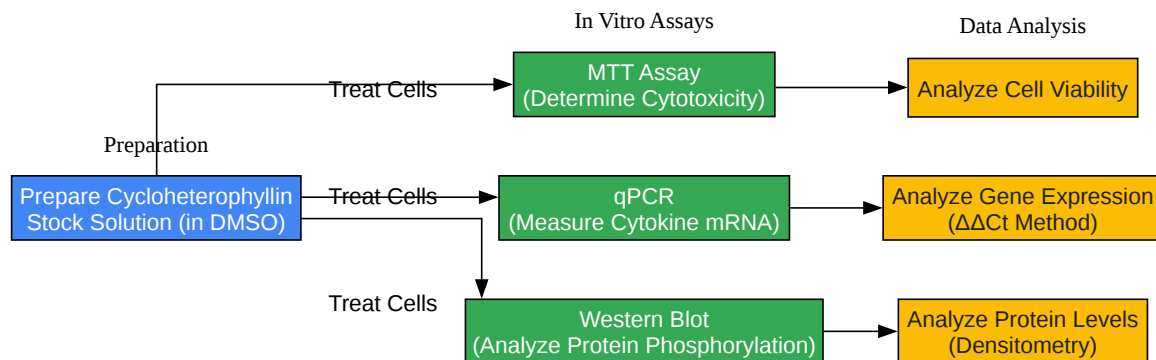 In Vitro Assays
Data Analysis
Treat Cells
MTT Assay
(Determine Cytotoxicity)
Analyze Cell Viability
Preparation
Prepare Cycloheterophyllin
Stock Solution (in DMSO)
Treat Cells
qPCR
(Measure Cytokine mRNA)
Analyze Gene Expression
(ΔΔCt Method)
Treat Cells
Western Blot
(Analyze Protein Phosphorylation)
Analyze Protein Levels
(Densitometry)